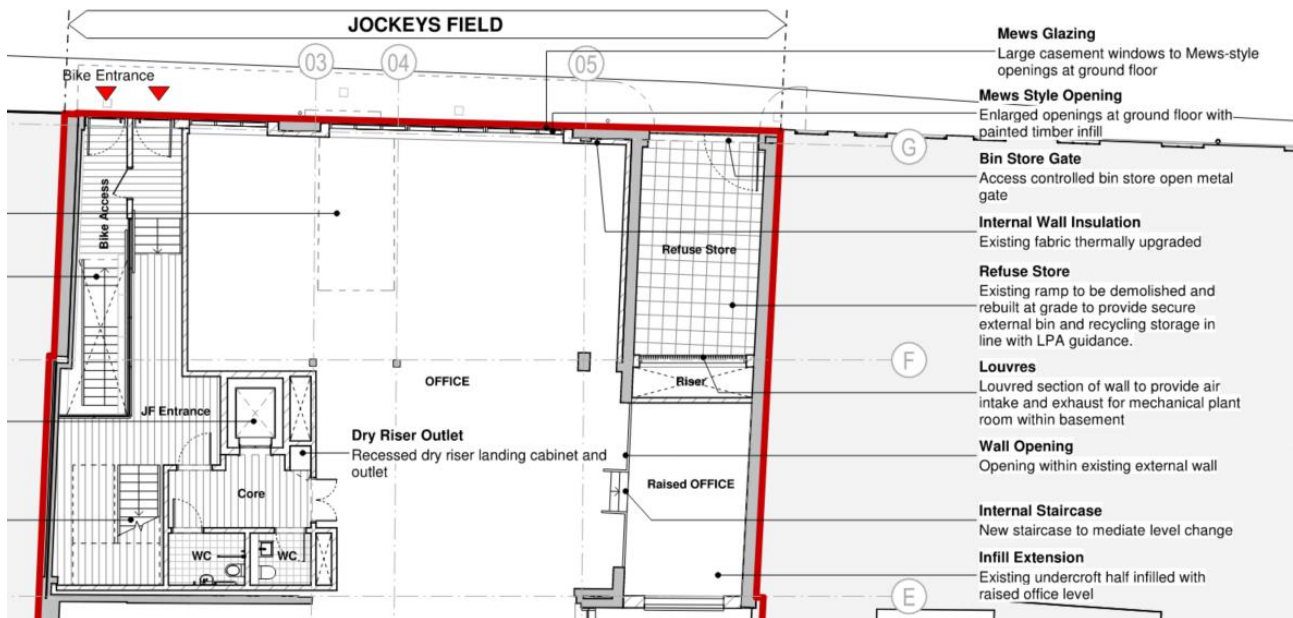 JOCKEYS FIELD
Bike Entrance
03
04
05
G
F
E
Bike Access
Refuse Store
OFFICE
Riser
JF Entrance
Dry Riser Outlet
Recessed dry riser landing cabinet and
outlet
Core
Raised OFFICE
WC
WC
Mews Glazing
Large casement windows to Mews-style
openings at ground floor
Mews Style Opening
Enlarged openings at ground floor with
painted timber infill
Bin Store Gate
Access controlled bin store open metal
gate
Internal Wall Insulation
Existing fabric thermally upgraded
Refuse Store
Existing ramp to be demolished and
rebuilt at grade to provide secure
external bin and recycling storage in
line with LPA guidance.
Louvres
Louvred section of wall to provide air
intake and exhaust for mechanical plant
room within basement
Wall Opening
Opening within existing external wall
Internal Staircase
New staircase to mediate level change
Infill Extension
Existing undercroft half infilled with
raised office level